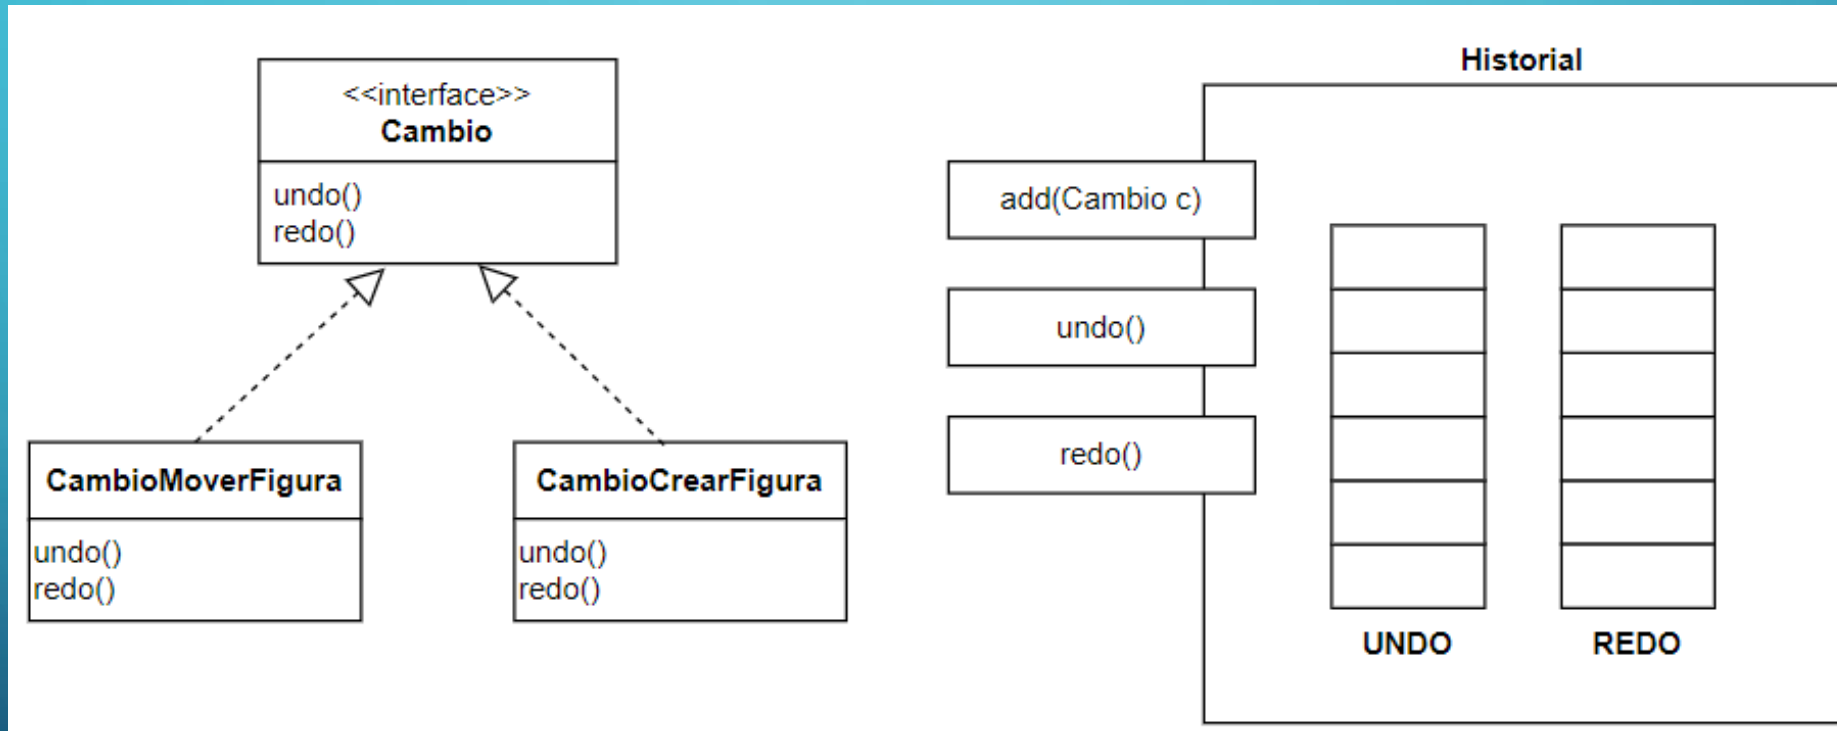 <<interface>>
Cambio
undo()
redo()
CambioMoverFigura
undo()
redo()
CambioCrearFigura
undo()
redo()
Historial
add(Cambio c)
undo()
redo()
UNDO
REDO